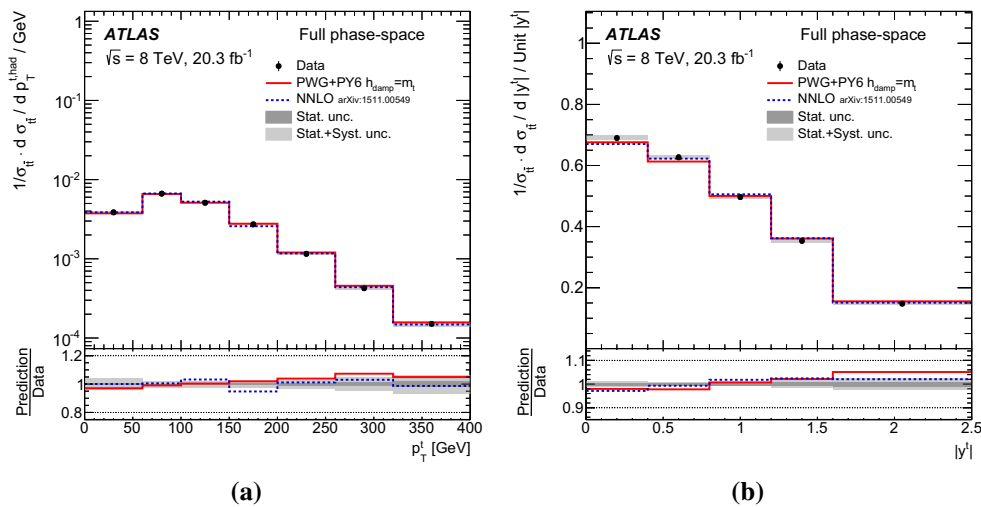 ATLAS Full phase-space
√s = 8 TeV, 20.3 fb⁻¹
Data
PWG+PY6 h_damp=m_t
NNLO arXiv:1511.00549
Stat. unc.
Stat.+Syst. unc.
1/σ_tt̄ · d σ_tt̄ / d p_T^t,had / GeV
1
10⁻¹
10⁻²
10⁻³
10⁻⁴
Prediction
Data
1.2
1
0.8
0 50 100 150 200 250 300 350 400
p_T^t [GeV]
(a)
ATLAS Full phase-space
√s = 8 TeV, 20.3 fb⁻¹
Data
PWG+PY6 h_damp=m_t
NNLO arXiv:1511.00549
Stat. unc.
Stat.+Syst. unc.
1/σ_tt̄ · d σ_tt̄ / d |y^t| / Unit |y^t|
1
0.8
0.6
0.4
0.2
Prediction
Data
1.1
1
0.9
0 0.5 1 1.5 2 2.5
|y^t|
(b)